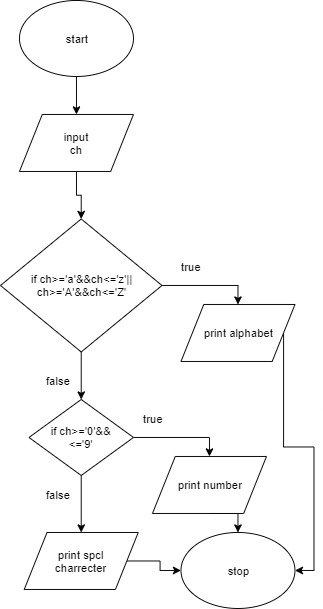 start
input
ch
if ch>='a'&&ch<='z'||
ch>='A'&&ch<='Z'
true
print alphabet
false
if ch>='0'&&
<='9'
true
print number
false
print spcl
charrecter
stop